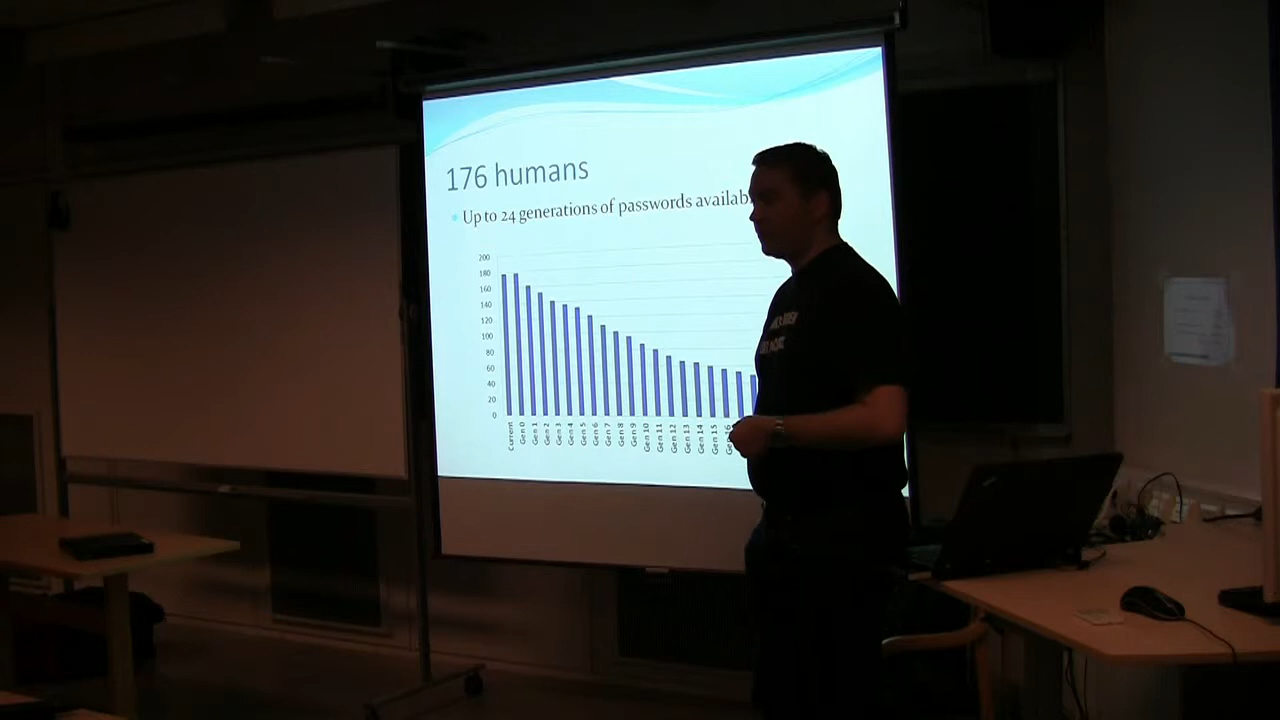 176 humans
Up to 24 generations of passwords
200
180
160
140
120
100
80
60
40
20
0
Current
Gen 0
Gen 1
Gen 2
Gen 3
Gen 4
Gen 5
Gen 6
Gen 7
Gen 8
Gen 9
Gen 10
Gen 11
Gen 12
Gen 13
Gen 14
Gen 15